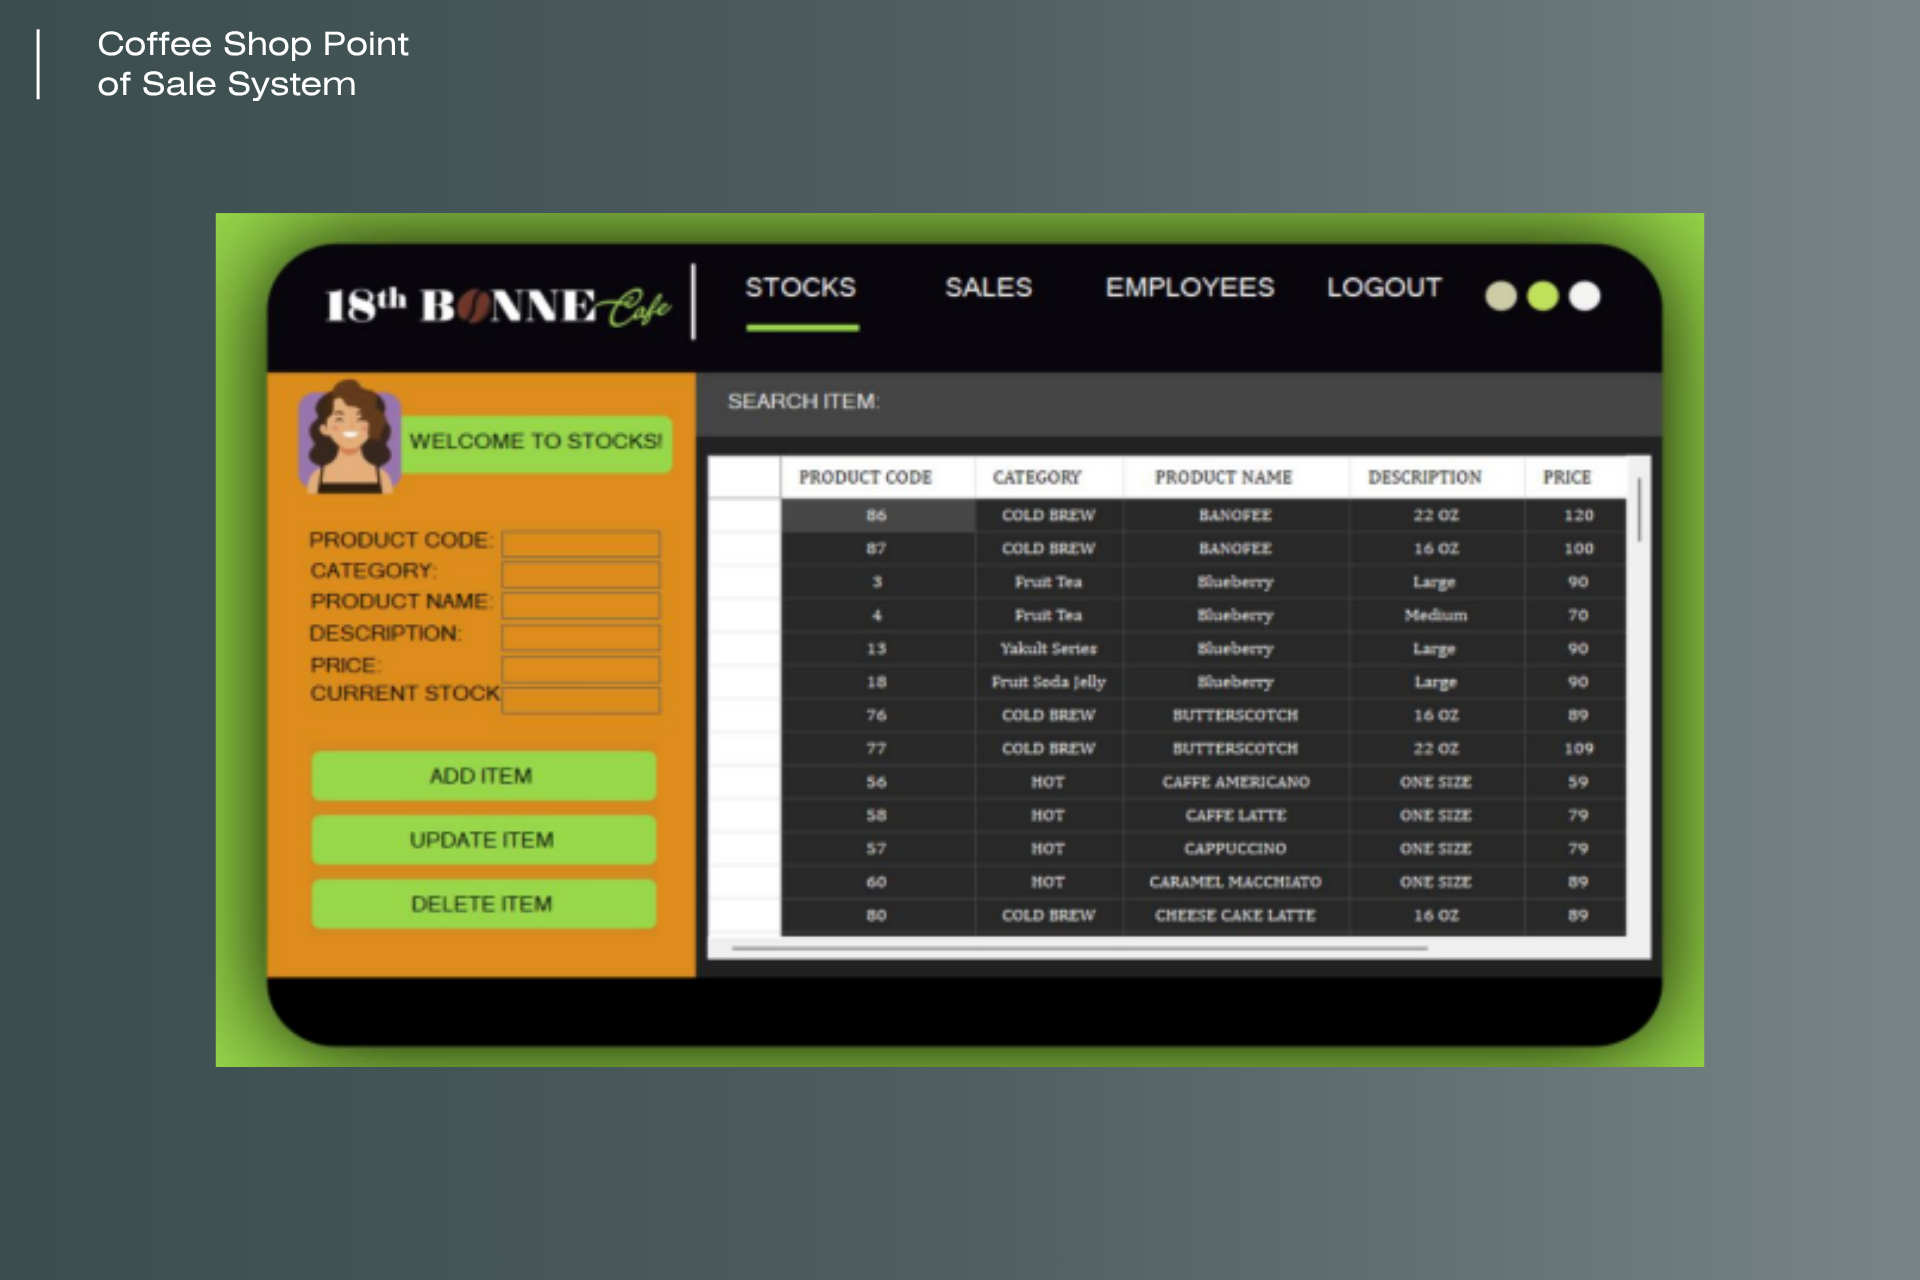 Coffee Shop Point
of Sale System
18th BONNE Cafe
STOCKS SALES EMPLOYEES LOGOUT
WELCOME TO STOCKS!
PRODUCT CODE:
CATEGORY:
PRODUCT NAME:
DESCRIPTION:
PRICE:
CURRENT STOCK
ADD ITEM
UPDATE ITEM
DELETE ITEM
SEARCH ITEM:
PRODUCT CODE CATEGORY PRODUCT NAME DESCRIPTION PRICE
86 COLD BREW BANOFEE 22 OZ 120
87 COLD BREW BANOFEE 16 OZ 100
3 Fruit Tea Blueberry Large 90
4 Fruit Tea Blueberry Medium 70
13 Yakult Series Blueberry Large 90
18 Fruit Soda Jelly Blueberry Large 90
76 COLD BREW BUTTERSCOTCH 16 OZ 89
77 COLD BREW BUTTERSCOTCH 22 OZ 109
56 HOT CAFFE AMERICANO ONE SIZE 59
58 HOT CAFFE LATTE ONE SIZE 79
57 HOT CAPPUCCINO ONE SIZE 79
60 HOT CARAMEL MACCHIATO ONE SIZE 89
80 COLD BREW CHEESE CAKE LATTE 16 OZ 89